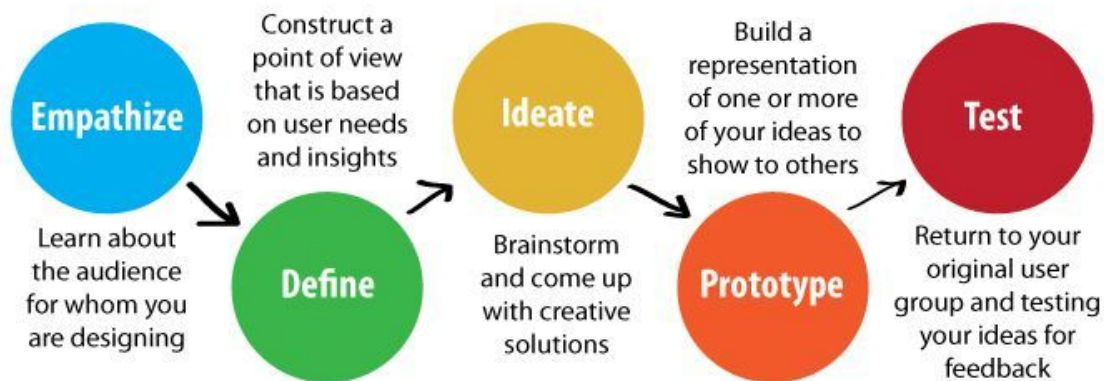 Empathize
Learn about
the audience
for whom you
are designing
Construct a
point of view
that is based
on user needs
and insights
Define
Ideate
Brainstorm
and come up
with creative
solutions
Build a
representation
of one or more
of your ideas to
show to others
Prototype
Test
Return to your
original user
group and testing
your ideas for
feedback